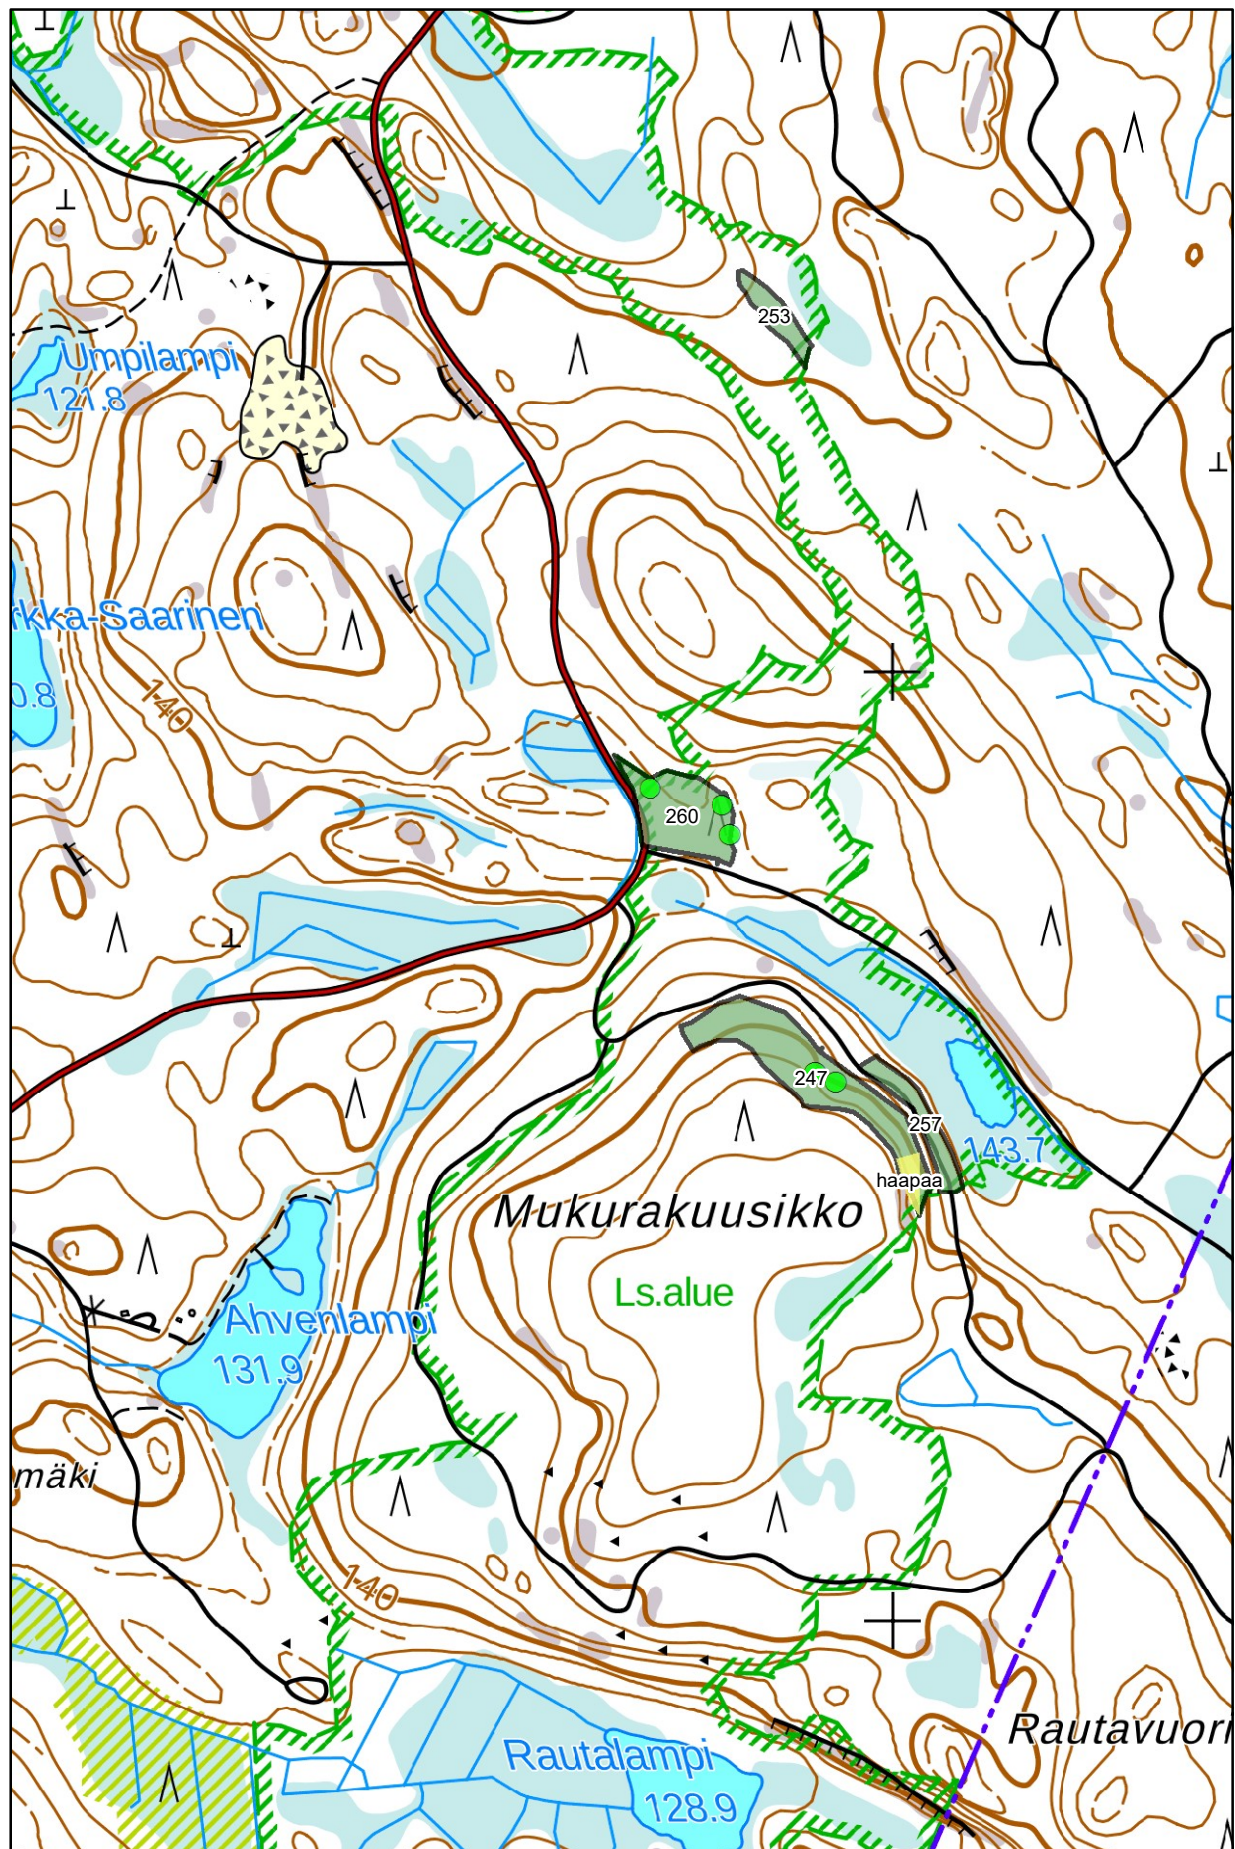 253
Umpilampi
121.8
rkka-Saarinen
0.8
140
260
247
257
143.7
haapaa
Mukurakuusikko
Ls.alue
Ahvenlampi
131.9
mäki
140
Rautavuori
Rautalampi
128.9